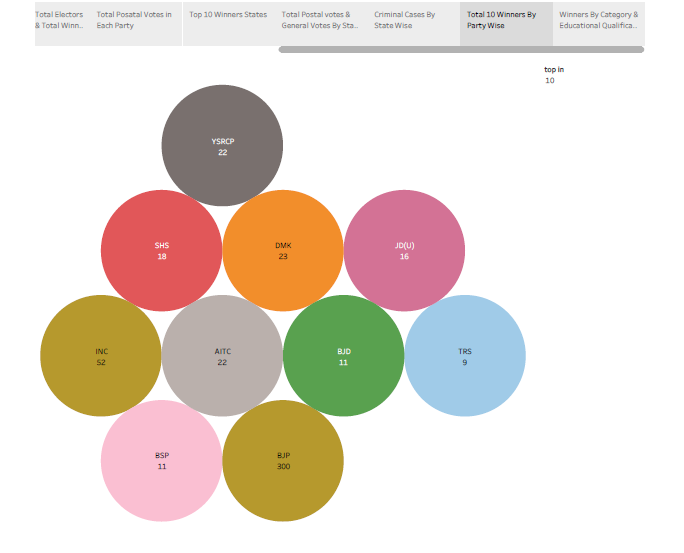 Total Electors
& Total Winn..
Total Posatal Votes in
Each Party
Top 10 Winners States
Total Postal votes &
General Votes By Sta..
Criminal Cases By
State Wise
Total 10 Winners By
Party Wise
Winners By Category &
Educational Qualifica..
top in
10
YSRCP
22
SHS
18
DMK
23
JD(U)
16
INC
52
AITC
22
BJD
11
TRS
9
BSP
11
BJP
300